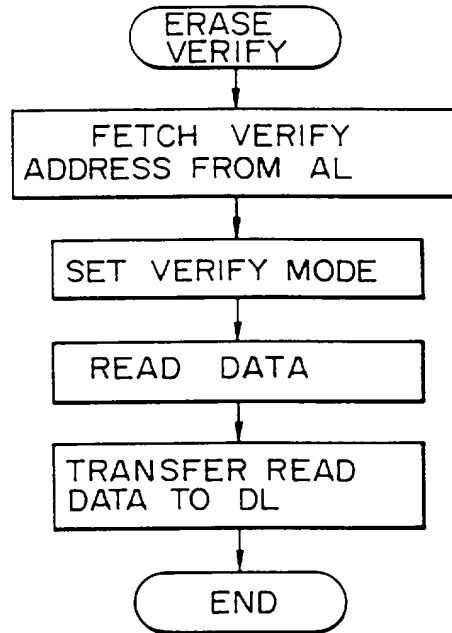 ERASE
VERIFY
FETCH VERIFY
ADDRESS FROM AL
SET VERIFY MODE
READ DATA
TRANSFER READ
DATA TO DL
END